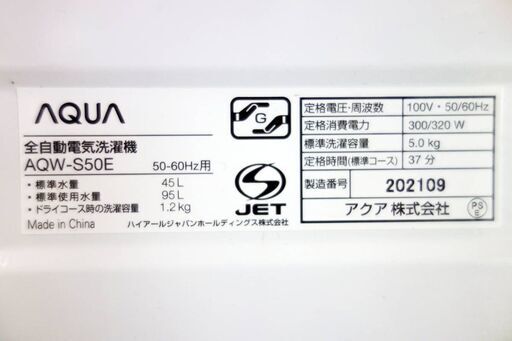 AQUA
全自動電気洗濯機
AQW-S50E 50-60Hz用
・標準水量 45L
・標準使用水量 95L
・ドライコース時の洗濯容量 1.2kg
Made in China
G
JET
ハイアールジャパンホールディングス株式会社
定格電圧・周波数 100V・50/60Hz
定格消費電力 300/320 W
標準洗濯容量 5.0 kg
定格時間(標準コース) 37 分
製造番号 202109
アクア 株式会社
PS
E